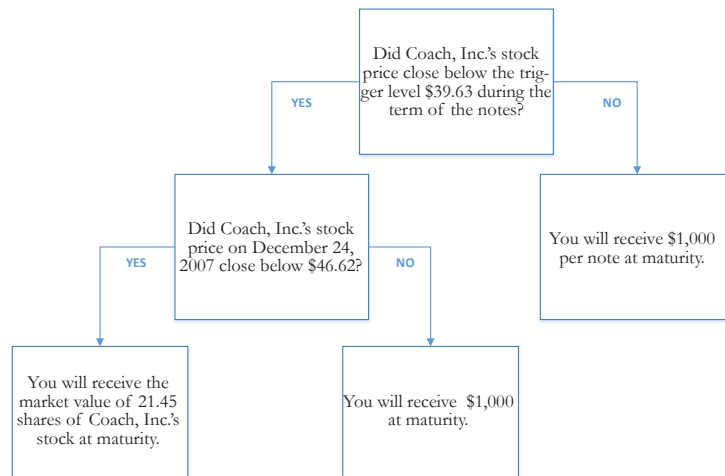 Did Coach, Inc.'s stock
price close below the trig-
ger level $39.63 during the
term of the notes?
YES
NO
Did Coach, Inc.'s stock
price on December 24,
2007 close below $46.62?
You will receive $1,000
per note at maturity.
YES
NO
You will receive the
market value of 21.45
shares of Coach, Inc.'s
stock at maturity.
You will receive $1,000
at maturity.